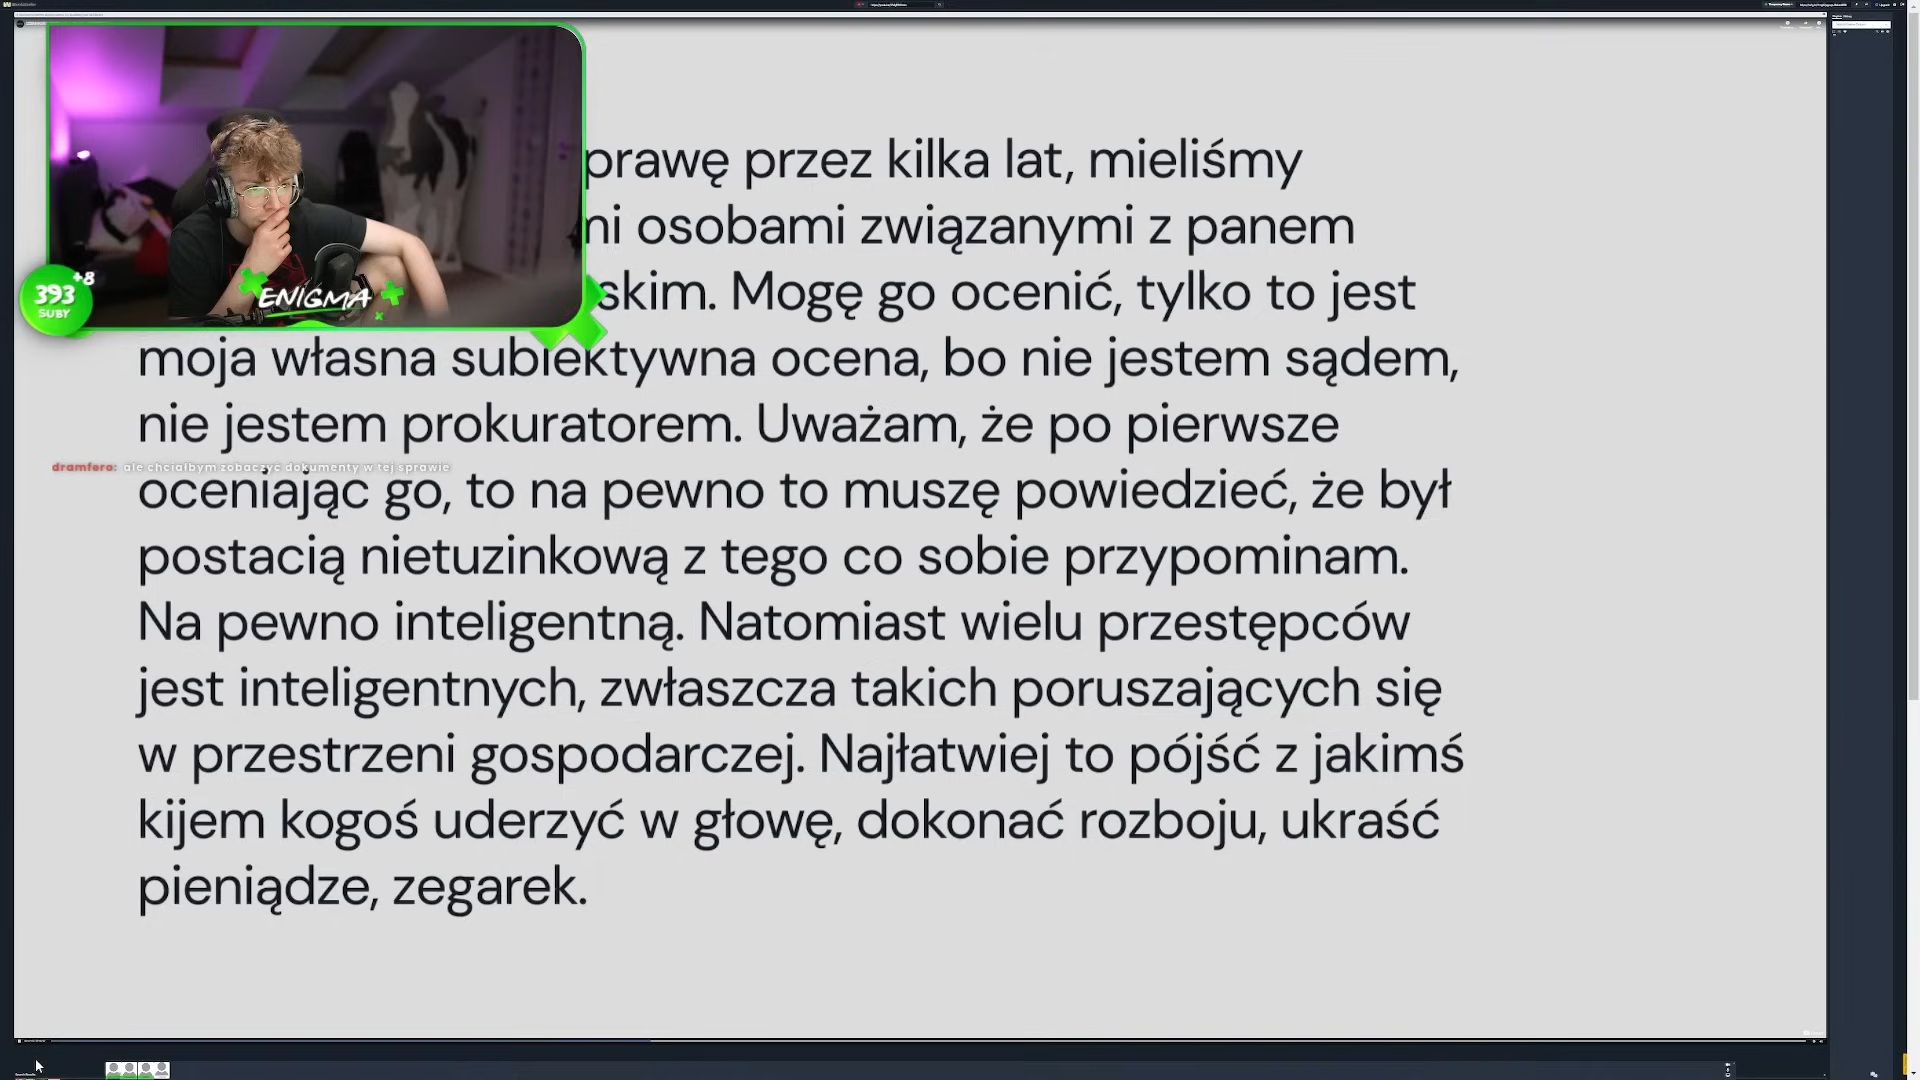 prawę przez kilka lat, mieliśmy
ni osobami związanymi z panem
skim. Mogę go ocenić, tylko to jest
+8
393
SUBY
ENIGMA
moja własna subiektywna ocena, bo nie jestem sądem,
nie jestem prokuratorem. Uważam, że po pierwsze
dramfero: ale chciałbym zobaczyć dokumenty w tej sprawie
oceniając go, to na pewno to muszę powiedzieć, że był
postacią nietuzinkową z tego co sobie przypominam.
Na pewno inteligentną. Natomiast wielu przestępców
jest inteligentnych, zwłaszcza takich poruszających się
w przestrzeni gospodarczej. Najłatwiej to pójść z jakimś
kijem kogoś uderzyć w głowę, dokonać rozboju, ukraść
pieniądze, zegarek.